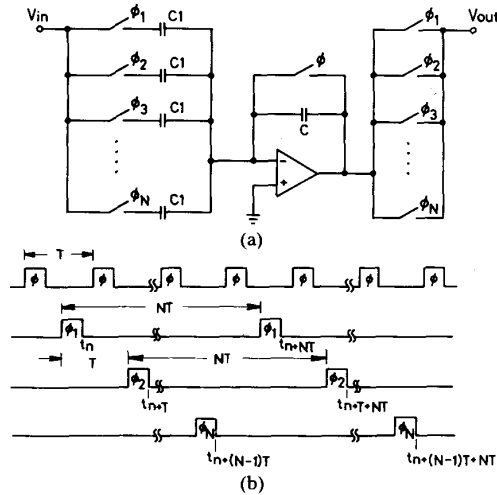 Vin
ϕ1
C1
ϕ2
C1
ϕ3
C1
ϕN
C1
ϕ
C
−
+
ϕ1
Vout
ϕ2
ϕ3
ϕN
(a)
T
ϕ ϕ ϕ ϕ ϕ ϕ ϕ
NT
ϕ1 tn ϕ1 tn+NT
T NT
ϕ2 tn+T ϕ2 tn+T+NT
ϕN tn+(N-1)T ϕN tn+(N-1)T+NT
(b)